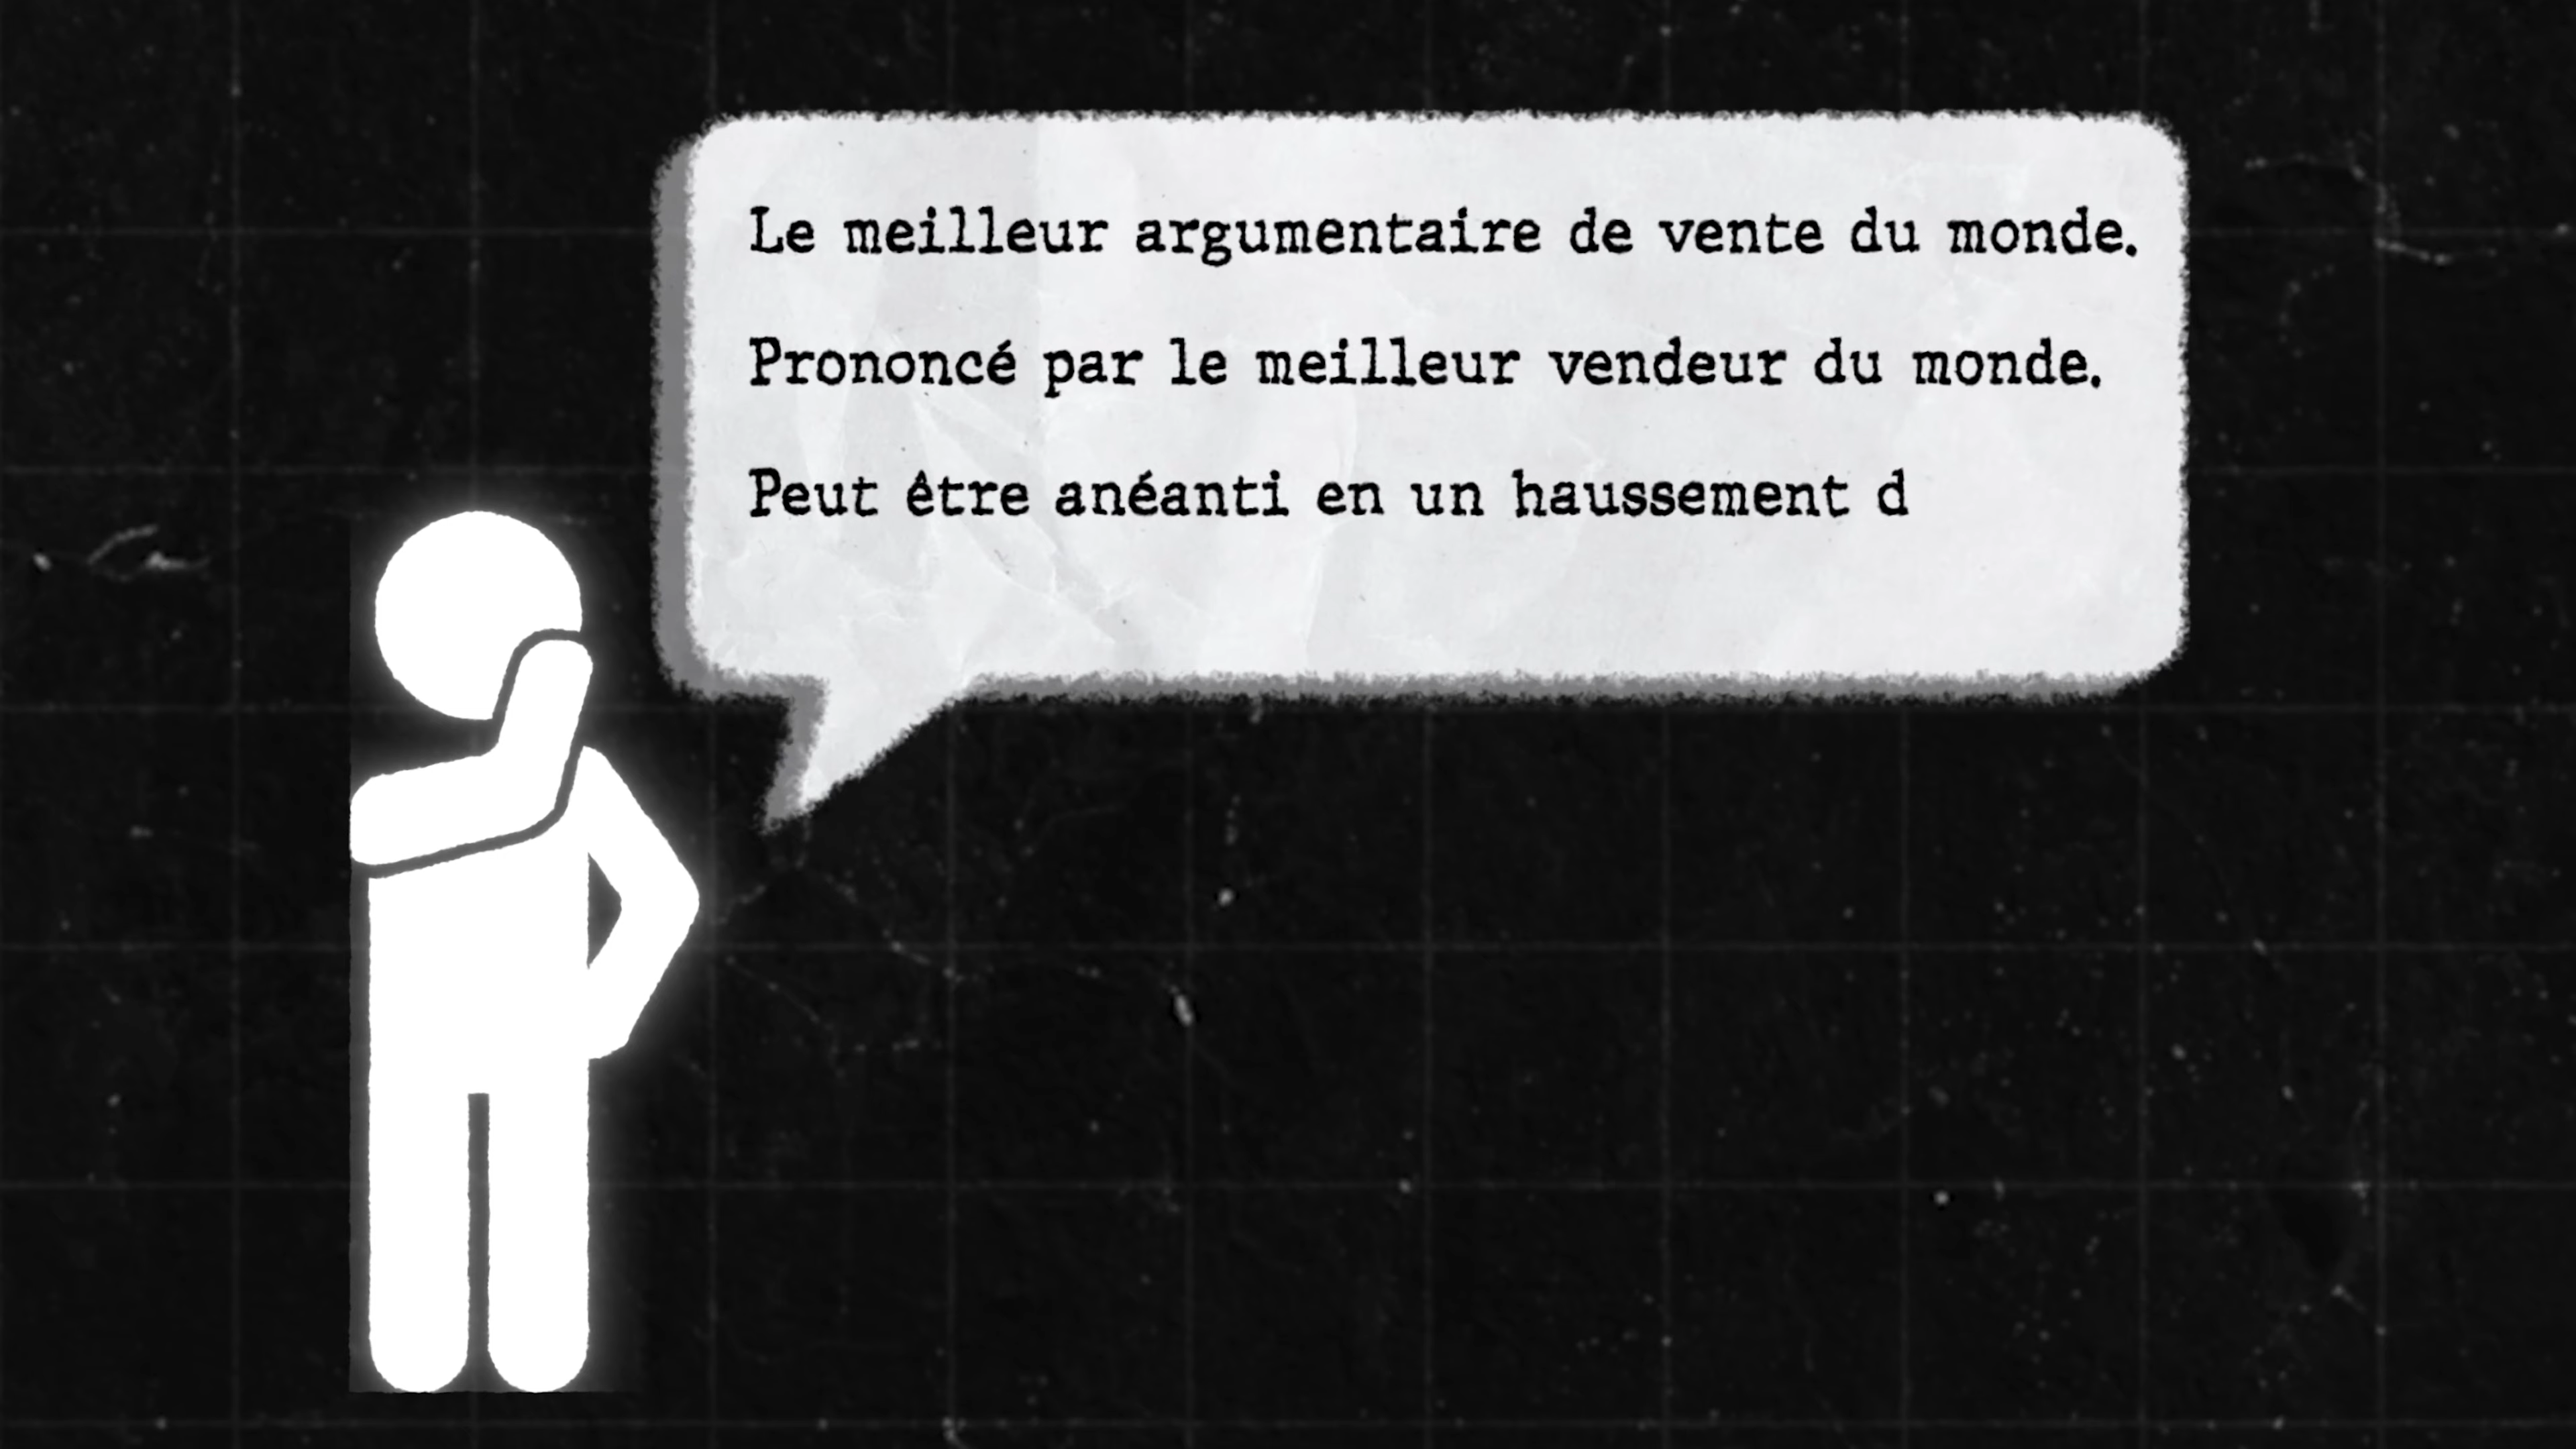 Le meilleur argumentaire de vente du monde.
Prononcé par le meilleur vendeur du monde.
Peut être anéanti en un haussement d